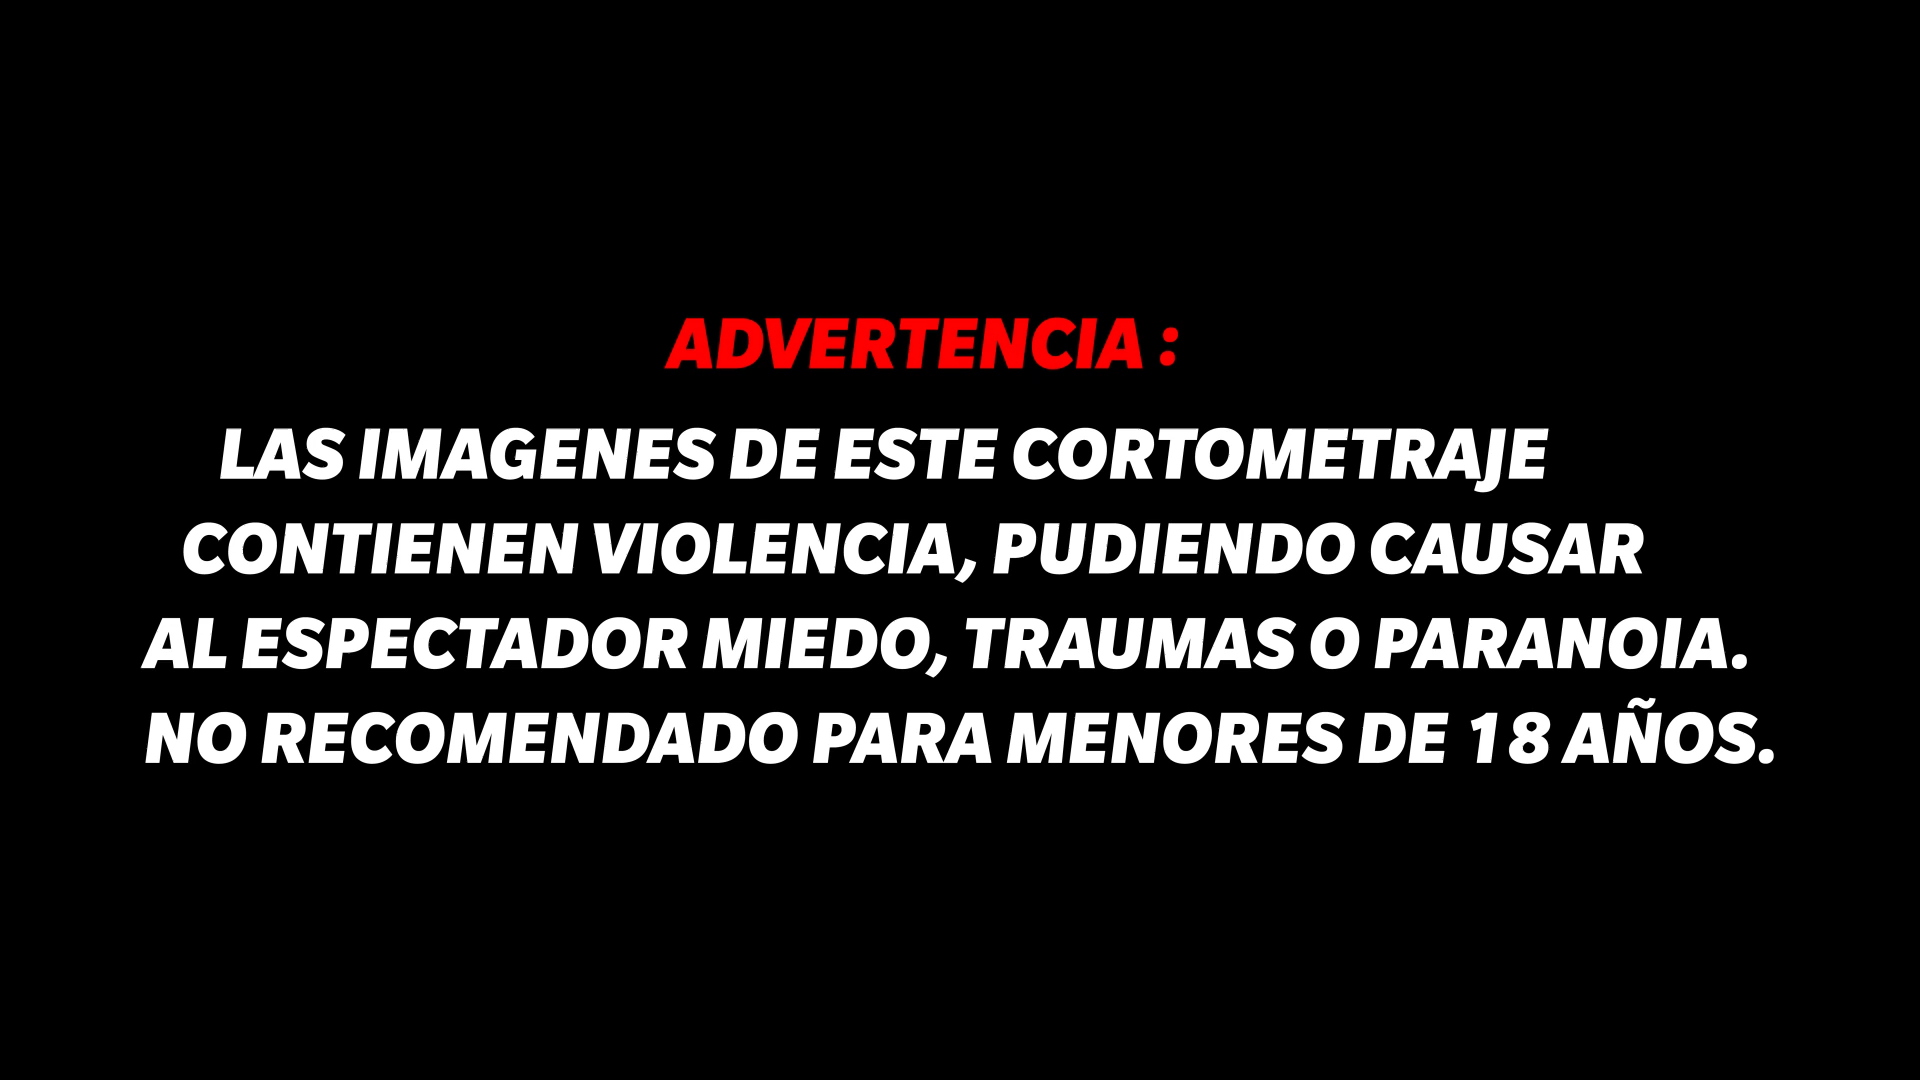 ADVERTENCIA :
LAS IMAGENES DE ESTE CORTOMETRAJE
CONTIENEN VIOLENCIA, PUDIENDO CAUSAR
AL ESPECTADOR MIEDO, TRAUMAS O PARANOIA.
NO RECOMENDADO PARA MENORES DE 18 AÑOS.